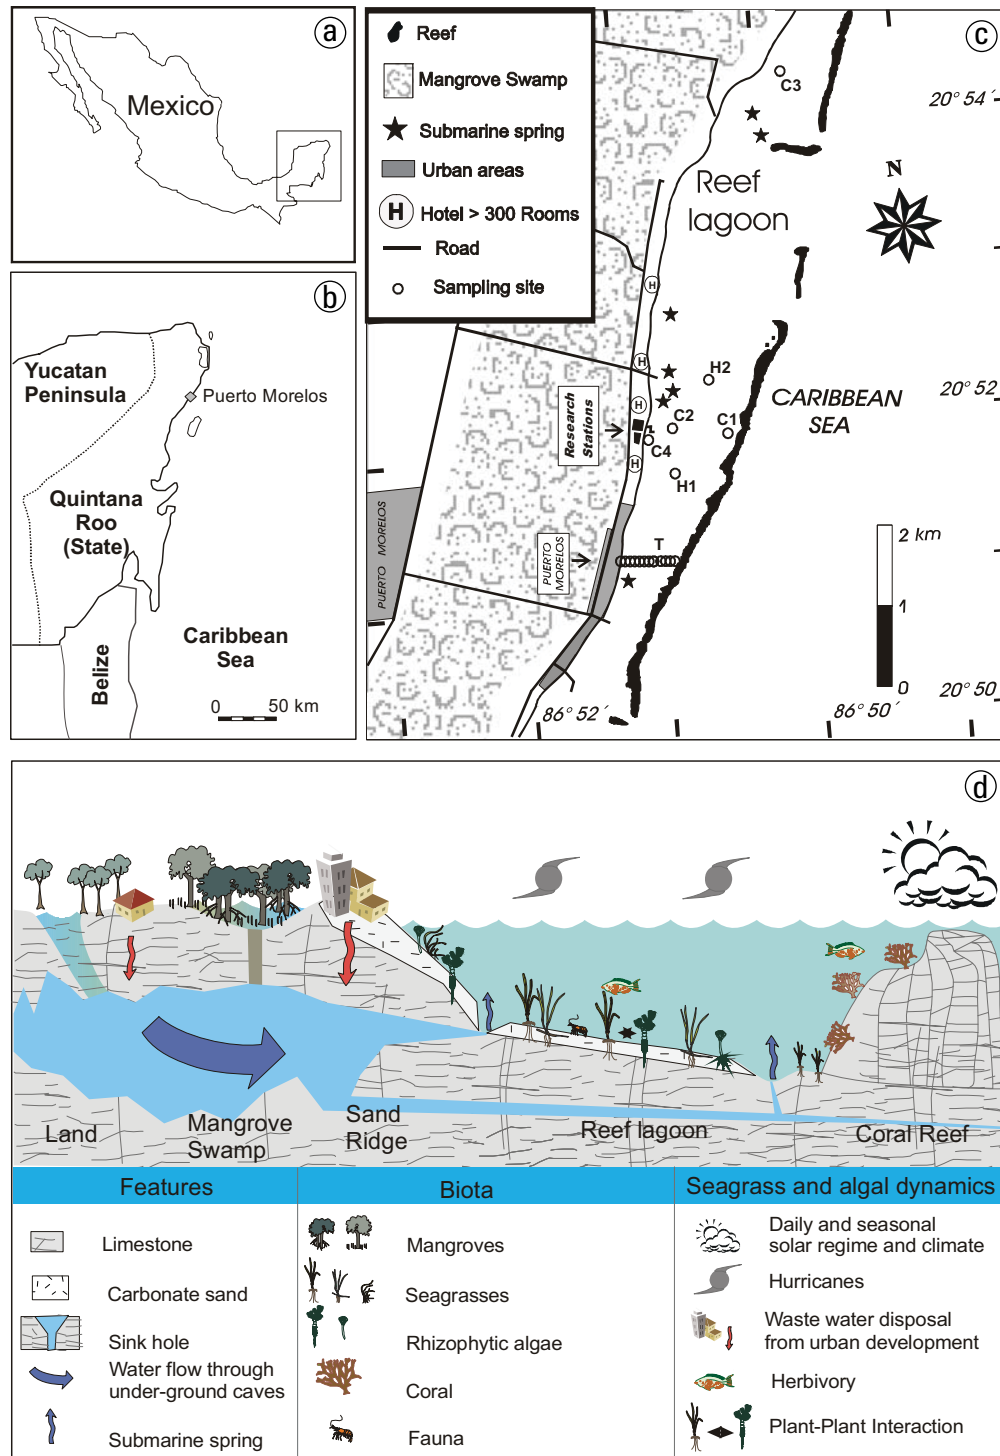 a
Mexico
b
Yucatan
Peninsula
Puerto Morelos
Quintana
Roo
(State)
Belize
Caribbean
Sea
0 50 km
c
Reef
Mangrove Swamp
Submarine spring
Urban areas
H Hotel > 300 Rooms
Road
Sampling site
C3
20° 54´
Reef
lagoon
N
H
H
H2
20° 52´
CARIBBEAN
SEA
H
C2
C1
Research
Stations
C4
H
H1
PUERTO MORELOS
PUERTO
MORELOS
T
2 km
1
0
20° 50´
86° 52´
86° 50´
d
Land
Mangrove
Swamp
Sand
Ridge
Reef lagoon
Coral Reef
Features
Limestone
Carbonate sand
Sink hole
Water flow through
under-ground caves
Submarine spring
Biota
Mangroves
Seagrasses
Rhizophytic algae
Coral
Fauna
Seagrass and algal dynamics
Daily and seasonal
solar regime and climate
Hurricanes
Waste water disposal
from urban development
Herbivory
Plant-Plant Interaction